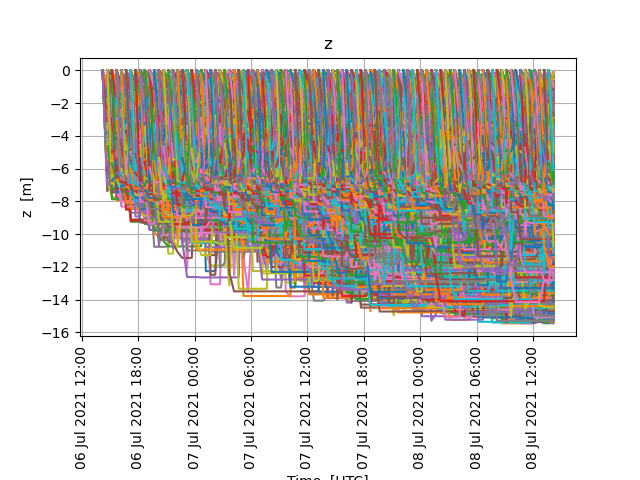 z
0
−2
−4
−6
−8
−10
−12
−14
−16
z [m]
06 Jul 2021 12:00
06 Jul 2021 18:00
07 Jul 2021 00:00
07 Jul 2021 06:00
07 Jul 2021 12:00
07 Jul 2021 18:00
08 Jul 2021 00:00
08 Jul 2021 06:00
08 Jul 2021 12:00
Time [UTC]